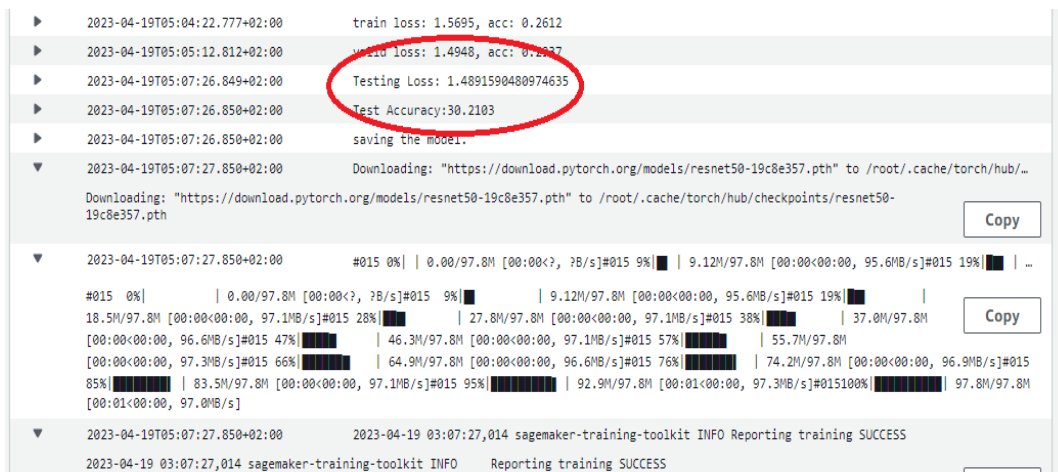 2023-04-19T05:04:22.777+02:00 train loss: 1.5695, acc: 0.2612
2023-04-19T05:05:12.812+02:00 valid loss: 1.4948, acc:
2023-04-19T05:07:26.849+02:00 Testing Loss: 1.4891590480974635
2023-04-19T05:07:26.850+02:00 Test Accuracy:30.2103
2023-04-19T05:07:26.850+02:00 saving the model.
2023-04-19T05:07:27.850+02:00 Downloading: "https://download.pytorch.org/models/resnet50-19c8e357.pth" to /root/.cache/torch/hub/…
Downloading: "https://download.pytorch.org/models/resnet50-19c8e357.pth" to /root/.cache/torch/hub/checkpoints/resnet50-
19c8e357.pth
Copy
2023-04-19T05:07:27.850+02:00 #015 0%| | 0.00/97.8M [00:00<?, ?B/s]#015 9%|█ | 9.12M/97.8M [00:00<00:00, 95.6MB/s]#015 19%|██ | …
#015 0%| | 0.00/97.8M [00:00<?, ?B/s]#015 9%|█ | 9.12M/97.8M [00:00<00:00, 95.6MB/s]#015 19%|██ |
18.5M/97.8M [00:00<00:00, 97.1MB/s]#015 28%|███ | 27.8M/97.8M [00:00<00:00, 97.1MB/s]#015 38%|████ | 37.0M/97.8M
Copy
[00:00<00:00, 96.6MB/s]#015 47%|█████ | 46.3M/97.8M [00:00<00:00, 97.1MB/s]#015 57%|██████ | 55.7M/97.8M
[00:00<00:00, 97.3MB/s]#015 66%|███████ | 64.9M/97.8M [00:00<00:00, 96.6MB/s]#015 76%|████████ | 74.2M/97.8M [00:00<00:00, 96.9MB/s]#015
85%|█████████ | 83.5M/97.8M [00:00<00:00, 97.1MB/s]#015 95%|██████████| 92.9M/97.8M [00:01<00:00, 97.3MB/s]#015100%|██████████| 97.8M/97.8M
[00:01<00:00, 97.0MB/s]
2023-04-19T05:07:27.850+02:00 2023-04-19 03:07:27,014 sagemaker-training-toolkit INFO Reporting training SUCCESS
2023-04-19 03:07:27,014 sagemaker-training-toolkit INFO Reporting training SUCCESS